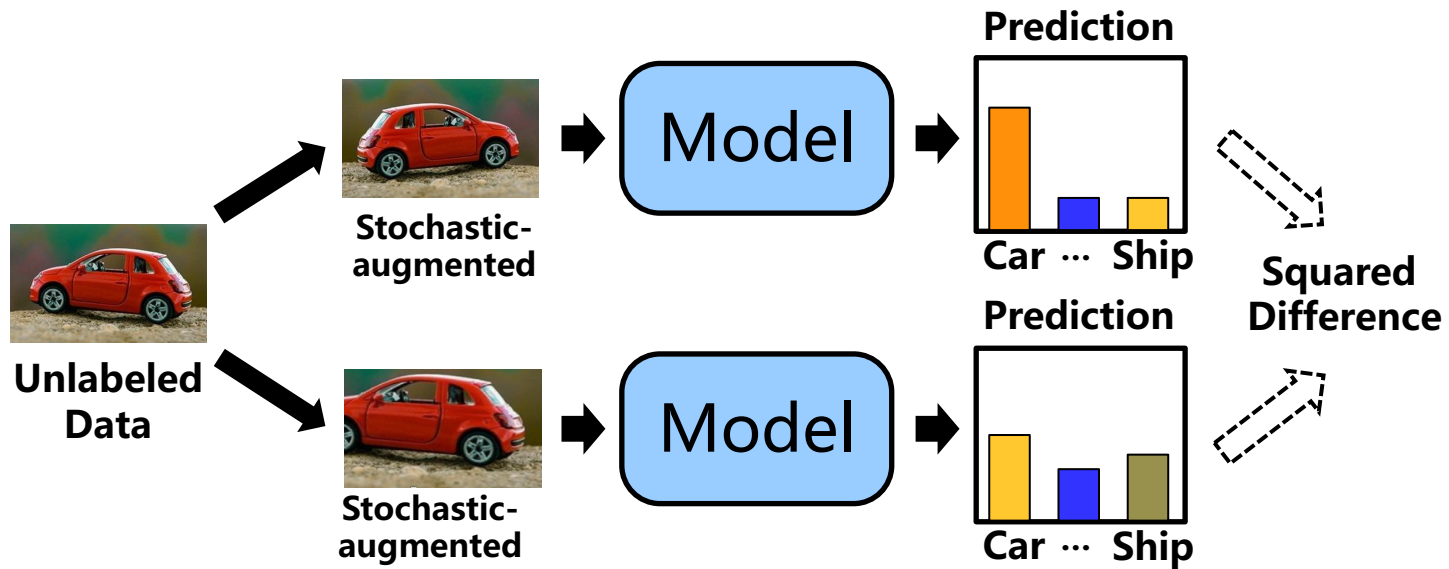 Unlabeled
Data
Stochastic-
augmented
Model
Prediction
Car ... Ship
Stochastic-
augmented
Model
Prediction
Car ... Ship
Squared
Difference